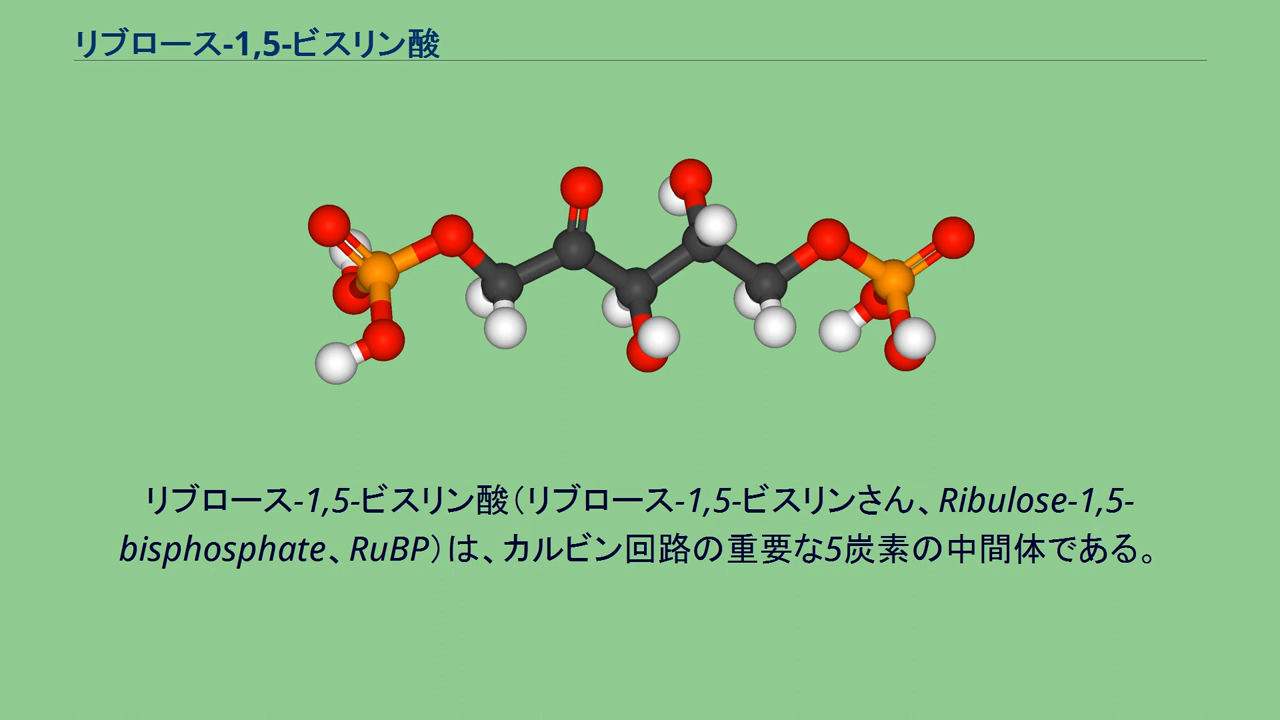 リブロース-1,5-ビスリン酸
リブロース-1,5-ビスリン酸（リブロース-1,5-ビスリンさん、Ribulose-1,5-
bisphosphate、RuBP）は、カルビン回路の重要な5炭素の中間体である。